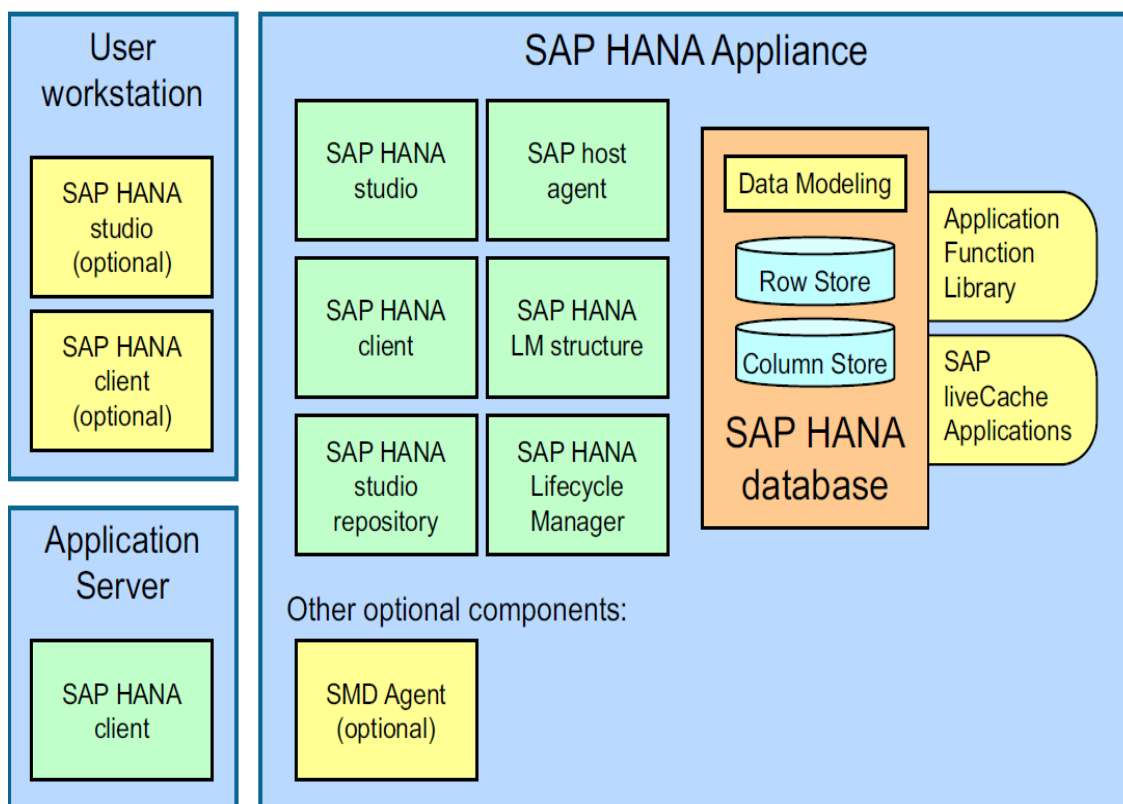 User
workstation
SAP HANA
studio
(optional)
SAP HANA
client
(optional)
Application
Server
SAP HANA
client
SAP HANA Appliance
SAP HANA
studio
SAP host
agent
SAP HANA
client
SAP HANA
LM structure
SAP HANA
studio
repository
SAP HANA
Lifecycle
Manager
Other optional components:
SMD Agent
(optional)
Data Modeling
Row Store
Column Store
SAP HANA
database
Application
Function
Library
SAP
liveCache
Applications